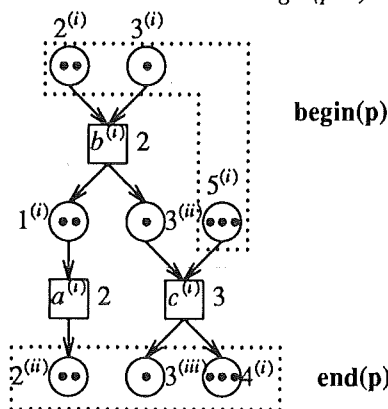 2^(i) 3^(i)
begin(p)
b^(i) 2
5^(i)
1^(i) 3^(ii)
a^(i) 2 c^(i) 3
2^(ii) 3^(iii) 4^(i) end(p)